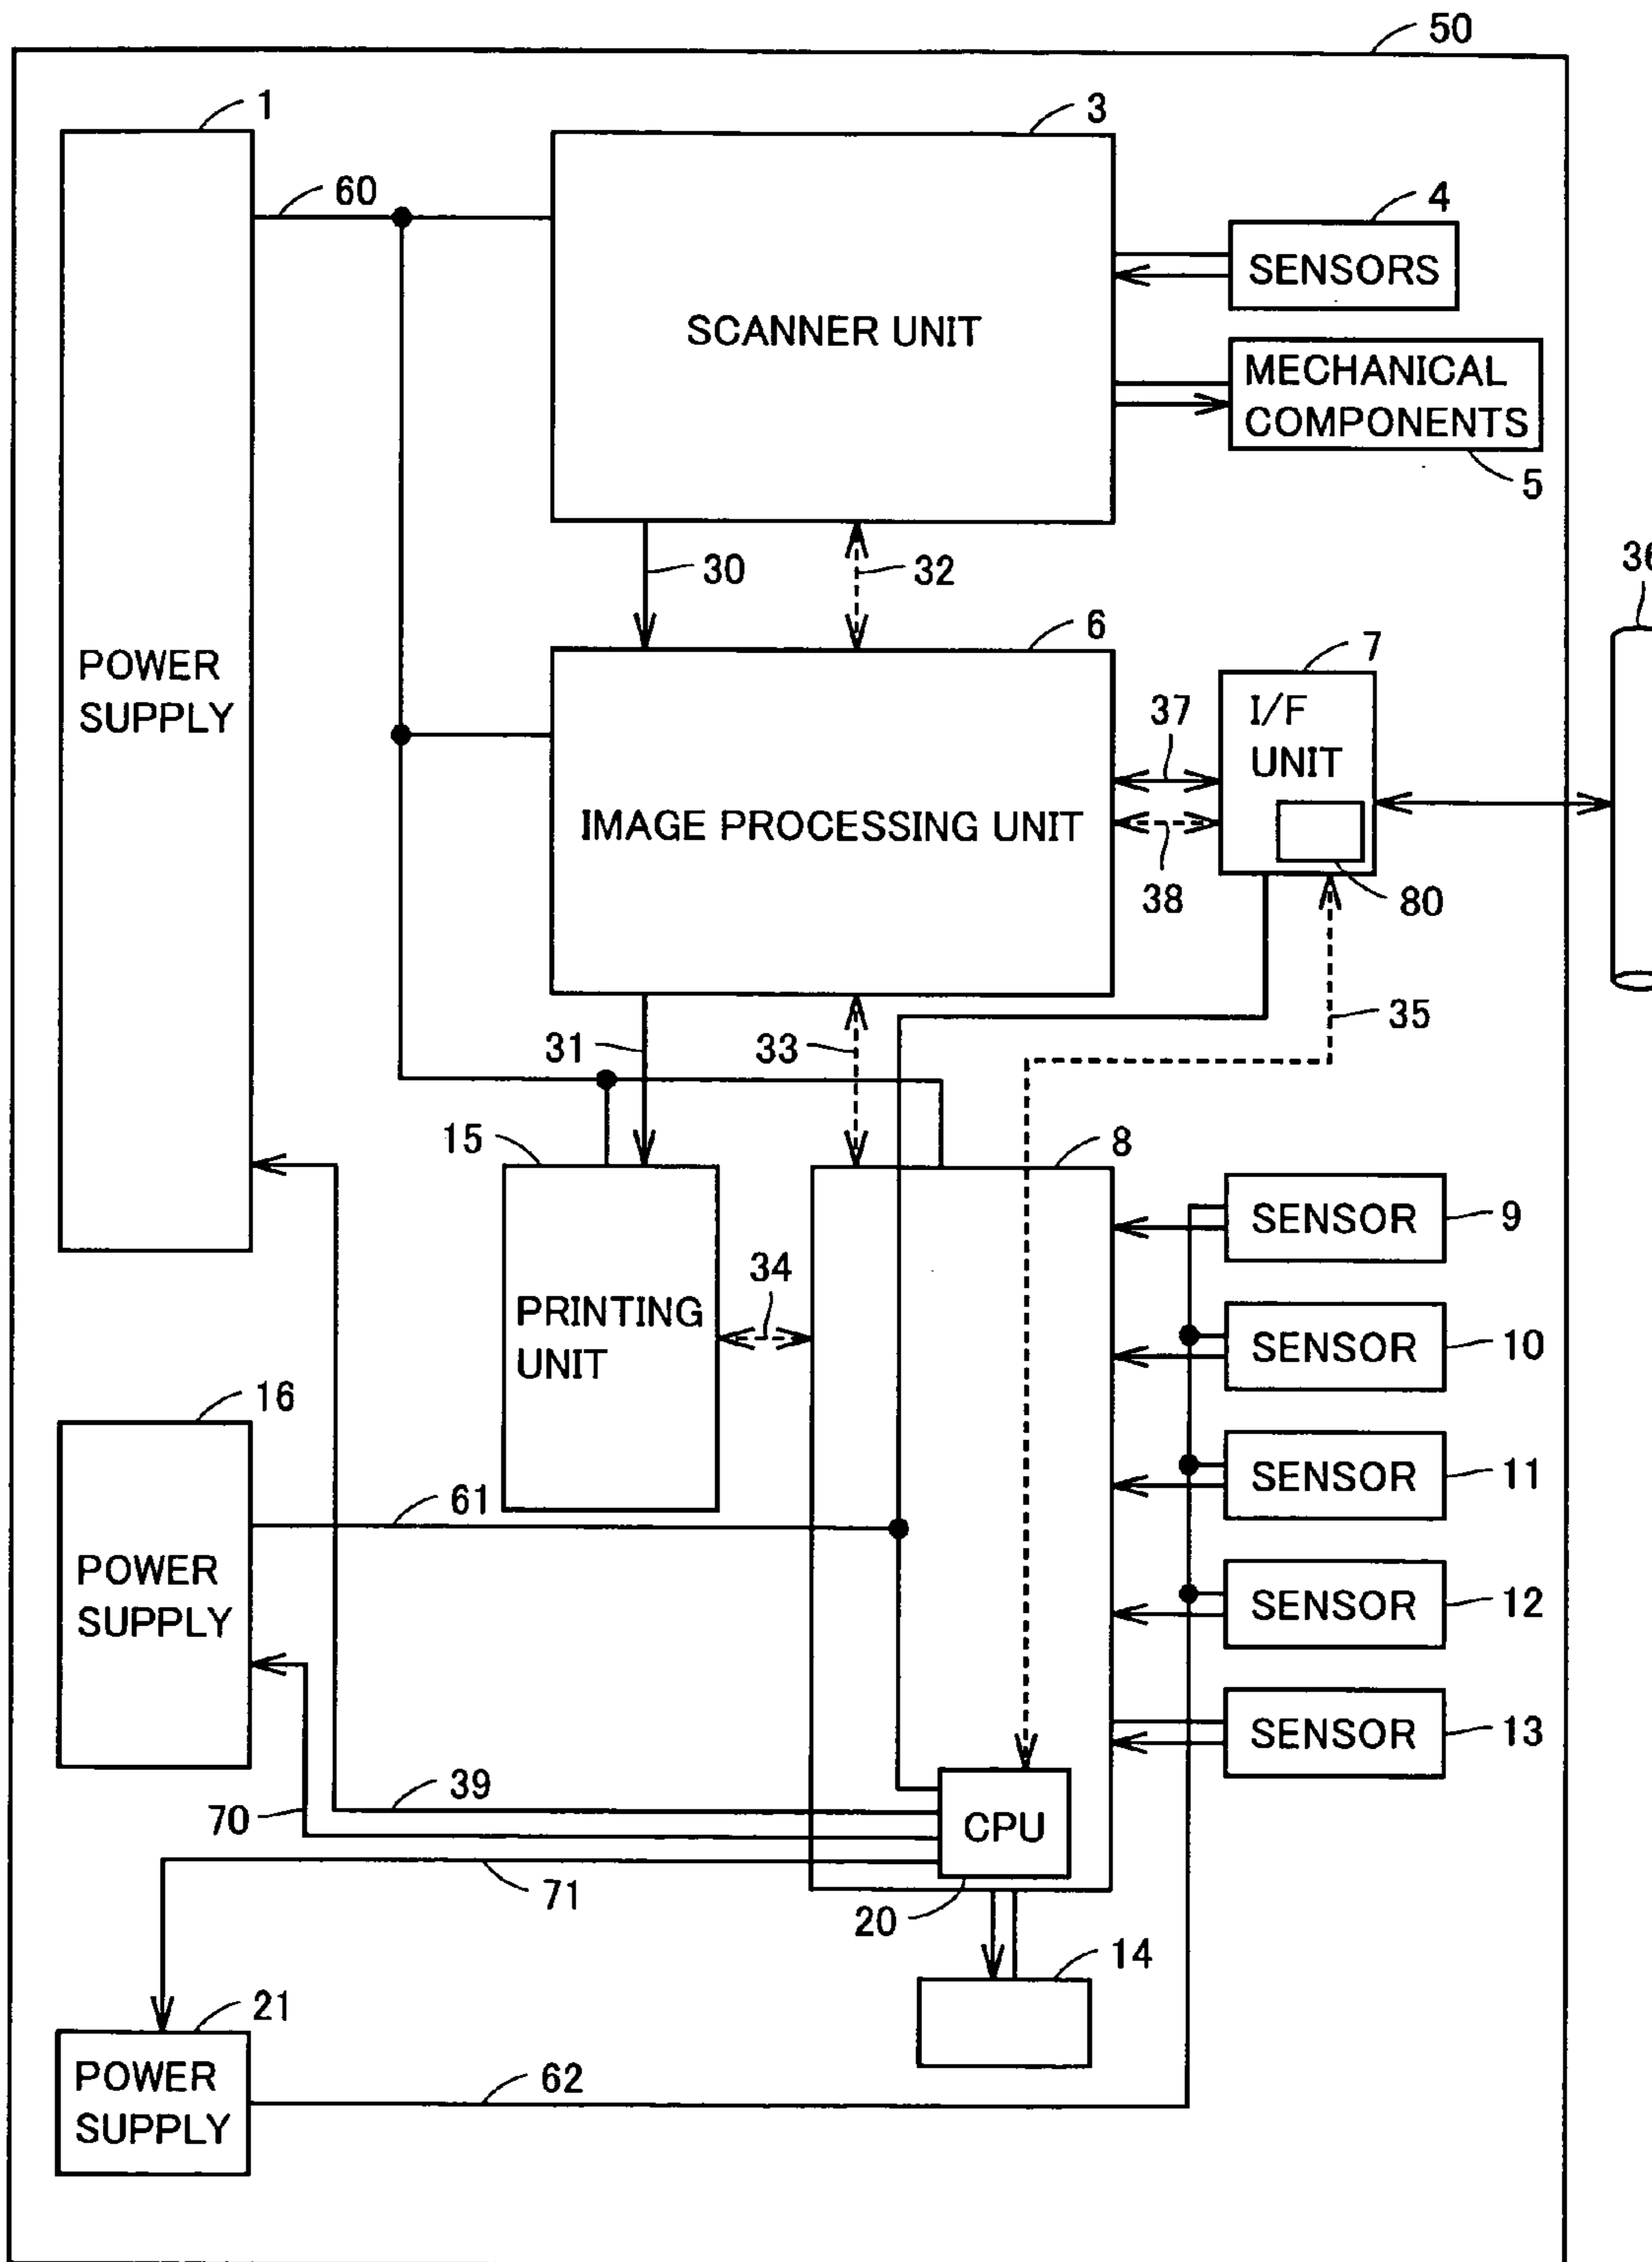 50
1
3
60
4
SENSORS
SCANNER UNIT
MECHANICAL
COMPONENTS
5
30
32
36
6
7
POWER
SUPPLY
37
I/F
UNIT
IMAGE PROCESSING UNIT
38
80
31
33
35
15
8
SENSOR
9
34
PRINTING
UNIT
SENSOR
10
16
SENSOR
11
61
POWER
SUPPLY
SENSOR
12
SENSOR
13
39
70
CPU
71
20
14
21
POWER
SUPPLY
62